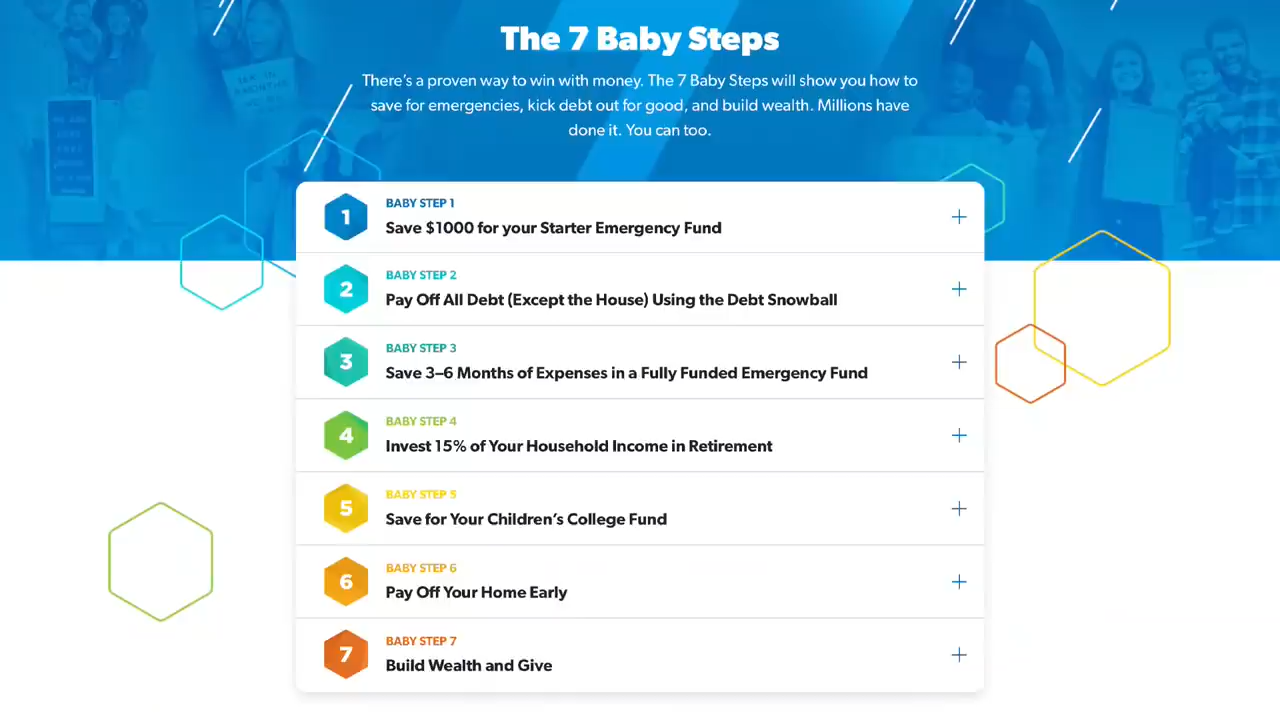 The 7 Baby Steps
There's a proven way to win with money. The 7 Baby Steps will show you how to
save for emergencies, kick debt out for good, and build wealth. Millions have
done it. You can too.
1
BABY STEP 1
Save $1000 for your Starter Emergency Fund
2
BABY STEP 2
Pay Off All Debt (Except the House) Using the Debt Snowball
3
BABY STEP 3
Save 3–6 Months of Expenses in a Fully Funded Emergency Fund
4
BABY STEP 4
Invest 15% of Your Household Income in Retirement
5
BABY STEP 5
Save for Your Children's College Fund
6
BABY STEP 6
Pay Off Your Home Early
7
BABY STEP 7
Build Wealth and Give